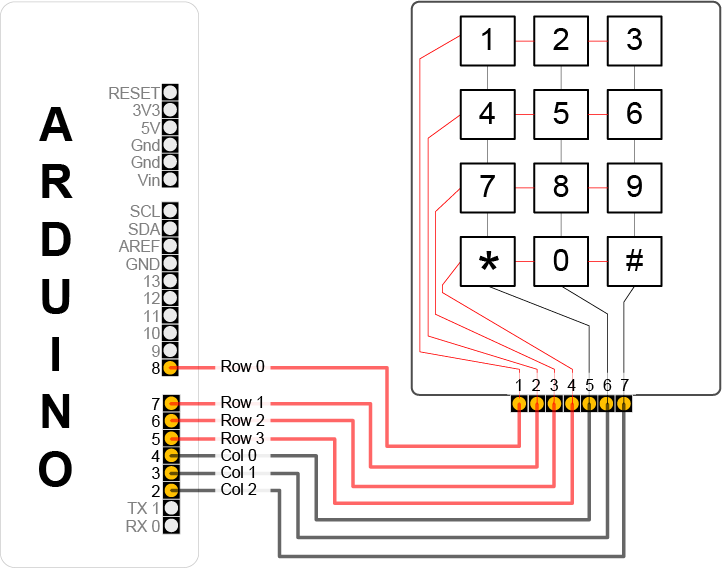 ARDUINO
RESET
3V3
5V
Gnd
Gnd
Vin
SCL
SDA
AREF
GND
13
12
11
10
9
8 Row 0
7 Row 1
6 Row 2
5 Row 3
4 Col 0
3 Col 1
2 Col 2
TX 1
RX 0
1 2 3
4 5 6
7 8 9
* 0 #
1 2 3 4 5 6 7